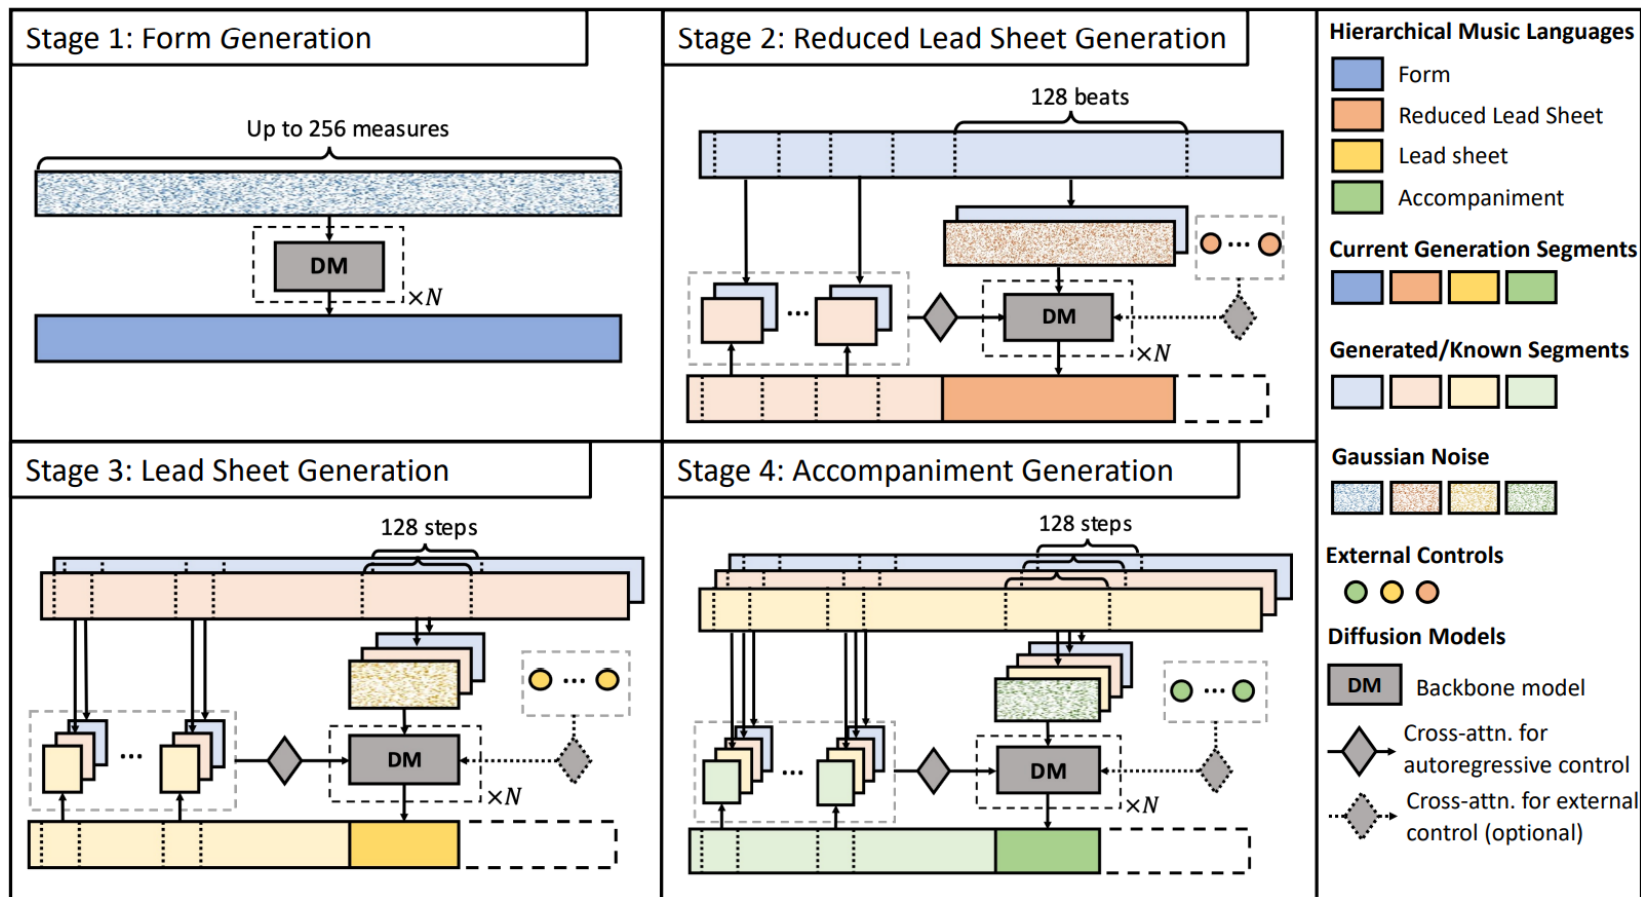 Stage 1: Form Generation
Up to 256 measures
DM
×N
Stage 2: Reduced Lead Sheet Generation
128 beats
...
...
DM
×N
Stage 3: Lead Sheet Generation
128 steps
...
...
DM
×N
Stage 4: Accompaniment Generation
128 steps
...
...
DM
×N
Hierarchical Music Languages
Form
Reduced Lead Sheet
Lead sheet
Accompaniment
Current Generation Segments
Generated/Known Segments
Gaussian Noise
External Controls
Diffusion Models
DM
Backbone model
Cross-attn. for
autoregressive control
Cross-attn. for external
control (optional)